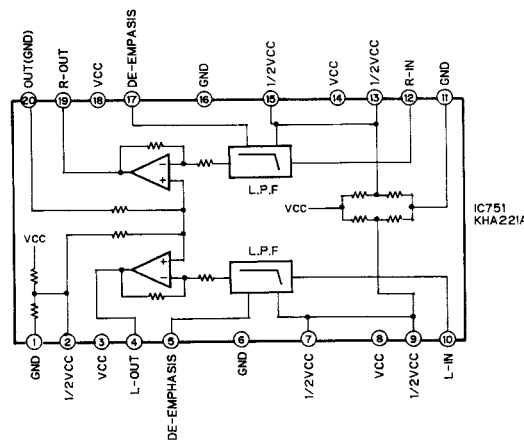 OUT(GND)
R-OUT
VCC
DE-EMPASIS
GND
1/2VCC
VCC
1/2VCC
R-IN
GND
20
19
18
17
16
15
14
13
12
11
−
+
L.P.F
VCC
IC751
KHA221A
VCC
+
−
L.P.F
1
2
3
4
5
6
7
8
9
10
GND
1/2VCC
VCC
L-OUT
DE-EMPHASIS
GND
1/2VCC
VCC
1/2VCC
L-IN